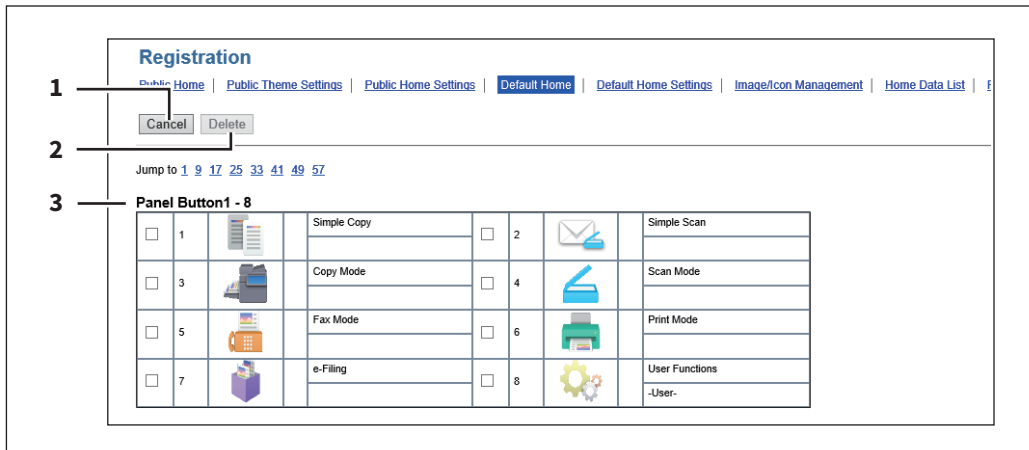 Registration
Public Home | Public Theme Settings | Public Home Settings | Default Home | Default Home Settings | Image/Icon Management | Home Data List |
1
Cancel Delete
2
Jump to 1 9 17 25 33 41 49 57
3
Panel Button1 - 8
1 Simple Copy 2 Simple Scan
3 Copy Mode 4 Scan Mode
5 Fax Mode 6 Print Mode
7 e-Filing 8 User Functions
-User-